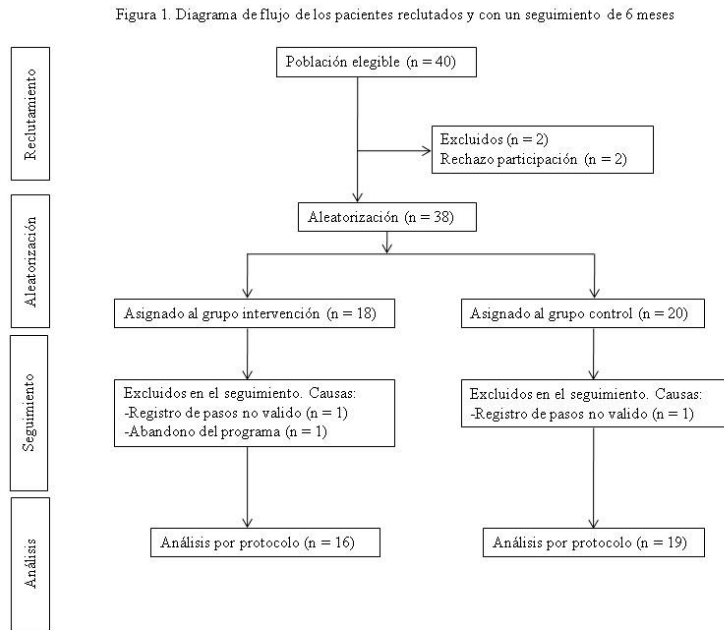 Figura 1. Diagrama de flujo de los pacientes reclutados y con un seguimiento de 6 meses
Reclutamiento
Población elegible (n = 40)
Excluidos (n = 2)
Rechazo participación (n = 2)
Aleatorización
Aleatorización (n = 38)
Asignado al grupo intervención (n = 18)
Asignado al grupo control (n = 20)
Seguimiento
Excluidos en el seguimiento. Causas:
-Registro de pasos no valido (n = 1)
-Abandono del programa (n = 1)
Excluidos en el seguimiento. Causas:
-Registro de pasos no valido (n = 1)
Análisis
Análisis por protocolo (n = 16)
Análisis por protocolo (n = 19)